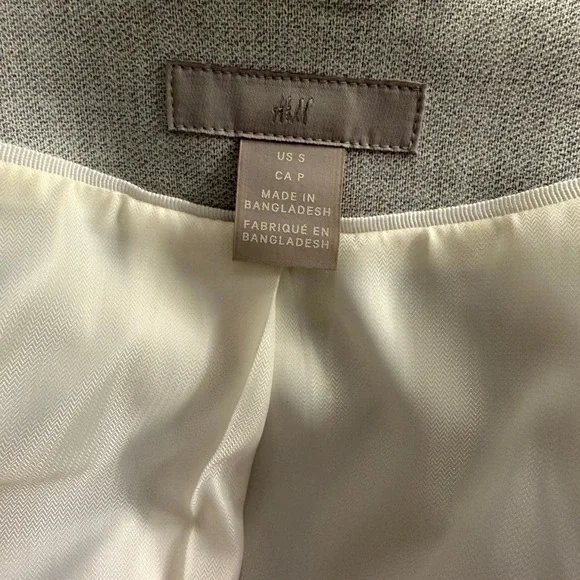 H&M
US S
CA P
MADE IN
BANGLADESH
FABRIQUÉ EN
BANGLADESH